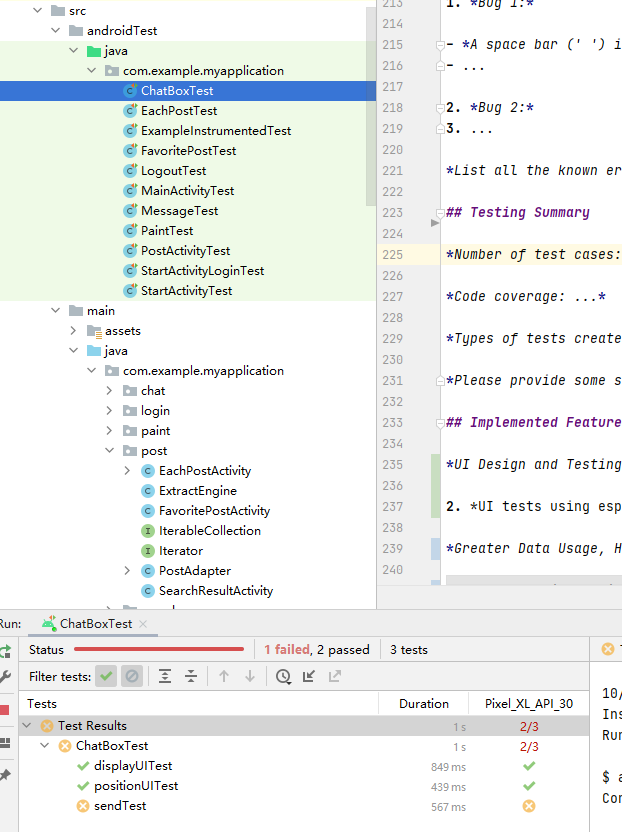 src
androidTest
java
com.example.myapplication
ChatBoxTest
EachPostTest
ExampleInstrumentedTest
FavoritePostTest
LogoutTest
MainActivityTest
MessageTest
PaintTest
PostActivityTest
StartActivityLoginTest
StartActivityTest
main
assets
java
com.example.myapplication
chat
login
paint
post
EachPostActivity
ExtractEngine
FavoritePostActivity
IterableCollection
Iterator
PostAdapter
SearchResultActivity
213 1. *Bug 1:*
214
215 - *A space bar (' ') i
216 - ...
217
218 2. *Bug 2:*
219 3. ...
220
221 *List all the known er
222
223 ## Testing Summary
224
225 *Number of test cases:
226
227 *Code coverage: ...*
228
229 *Types of tests create
230
231 *Please provide some s
232
233 ## Implemented Feature
234
235 *UI Design and Testing
236
237 2. *UI tests using esp
238
239 *Greater Data Usage, H
240
Run: ChatBoxTest
Status 1 failed, 2 passed 3 tests
Filter tests:
Tests Duration Pixel_XL_API_30
Test Results 1 s 2/3
ChatBoxTest 1 s 2/3
displayUITest 849 ms
positionUITest 439 ms
sendTest 567 ms
10/
Ins
Run
$ a
Con